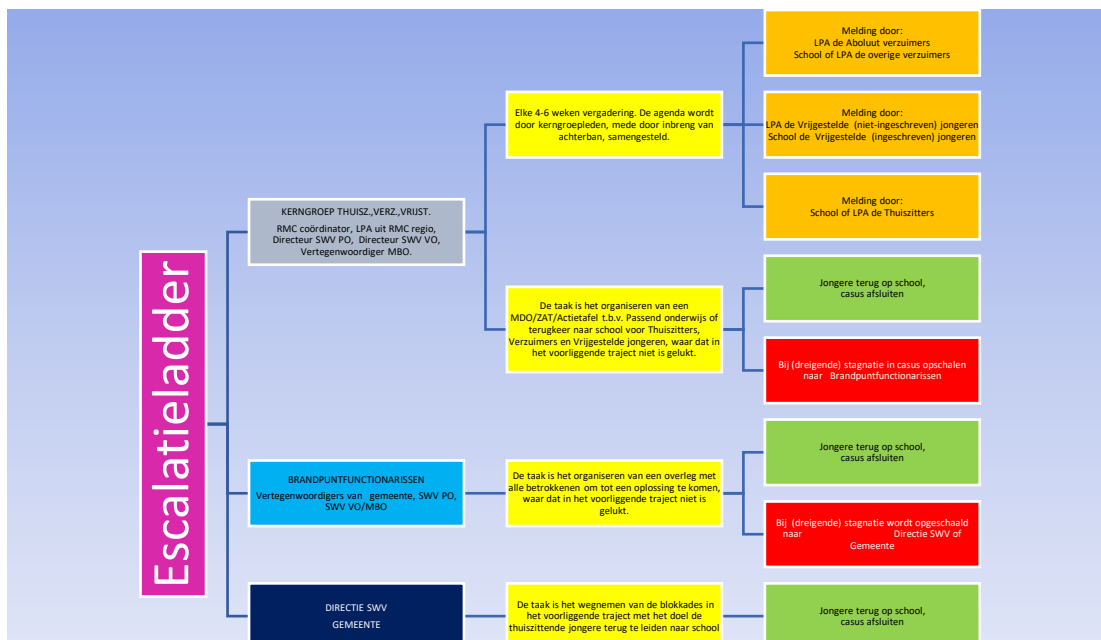 Escalatieladder
KERNGROEP THUISZ.,VERZ.,VRIJST.
RMC coördinator, LPA uit RMC regio,
Directeur SWV PO, Directeur SWV VO,
Vertegenwoordiger MBO.
Elke 4-6 weken vergadering. De agenda wordt
door kerngroepleden, mede door inbreng van
achterban, samengesteld.
Melding door:
LPA de Aboluut verzuimers
School of LPA de overige verzuimers
Melding door:
LPA de Vrijgestelde (niet-ingeschreven) jongeren
School de Vrijgestelde (ingeschreven) jongeren
Melding door:
School of LPA de Thuiszitters
De taak is het organiseren van een
MDO/ZAT/Actietafel t.b.v. Passend onderwijs of
terugkeer naar school voor Thuiszitters,
Verzuimers en Vrijgestelde jongeren, waar dat in
het voorliggende traject niet is gelukt.
Jongere terug op school,
casus afsluiten
Bij (dreigende) stagnatie in casus opschalen
naar Brandpuntfunctionarissen
BRANDPUNTFUNCTIONARISSEN
Vertegenwoordigers van gemeente, SWV PO,
SWV VO/MBO
De taak is het organiseren van een overleg met
alle betrokkenen om tot een oplossing te komen,
waar dat in het voorliggende traject niet is
gelukt.
Jongere terug op school,
casus afsluiten
Bij (dreigende) stagnatie wordt opgeschaald
naar Directie SWV of
Gemeente
DIRECTIE SWV
GEMEENTE
De taak is het wegnemen van de blokkades in
het voorliggende traject met het doel de
thuiszittende jongere terug te leiden naar school
Jongere terug op school,
casus afsluiten